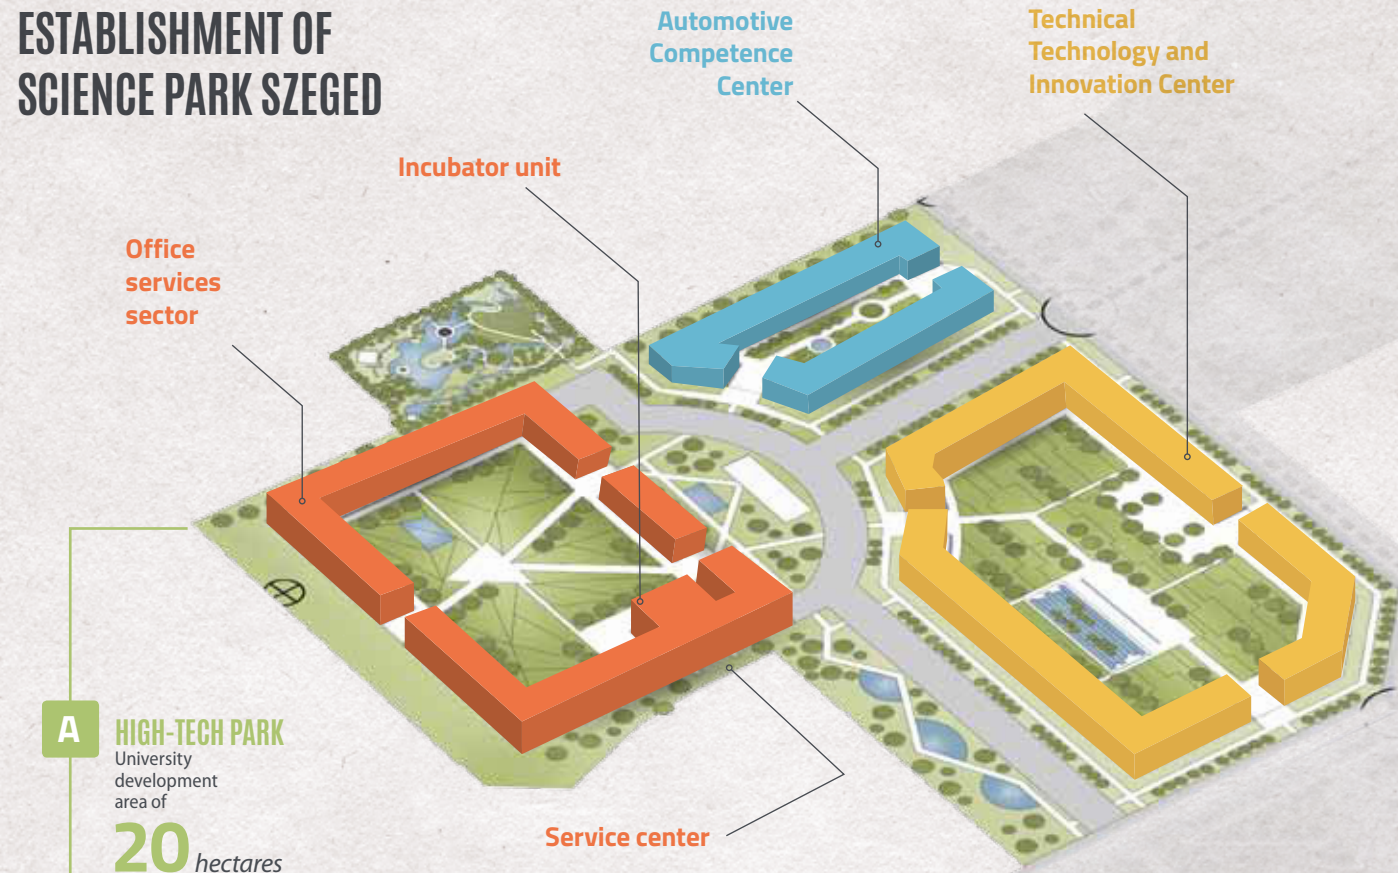 ESTABLISHMENT OF
SCIENCE PARK SZEGED
Automotive
Competence
Center
Technical
Technology and
Innovation Center
Incubator unit
Office
services
sector
A
HIGH-TECH PARK
University
development
area of
20 hectares
Service center